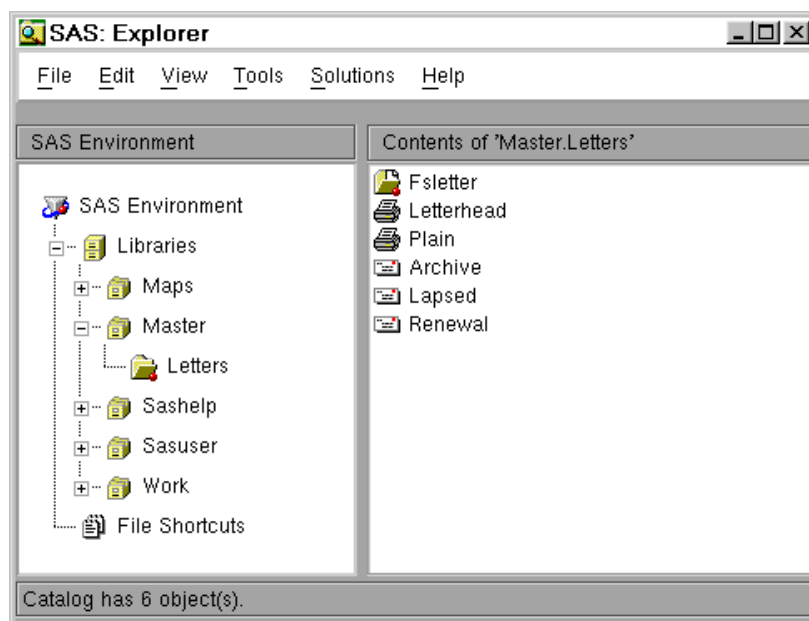 SAS: Explorer
File Edit View Tools Solutions Help
SAS Environment
SAS Environment
Libraries
Maps
Master
Letters
Sashelp
Sasuser
Work
File Shortcuts
Contents of 'Master.Letters'
Fsletter
Letterhead
Plain
Archive
Lapsed
Renewal
Catalog has 6 object(s).